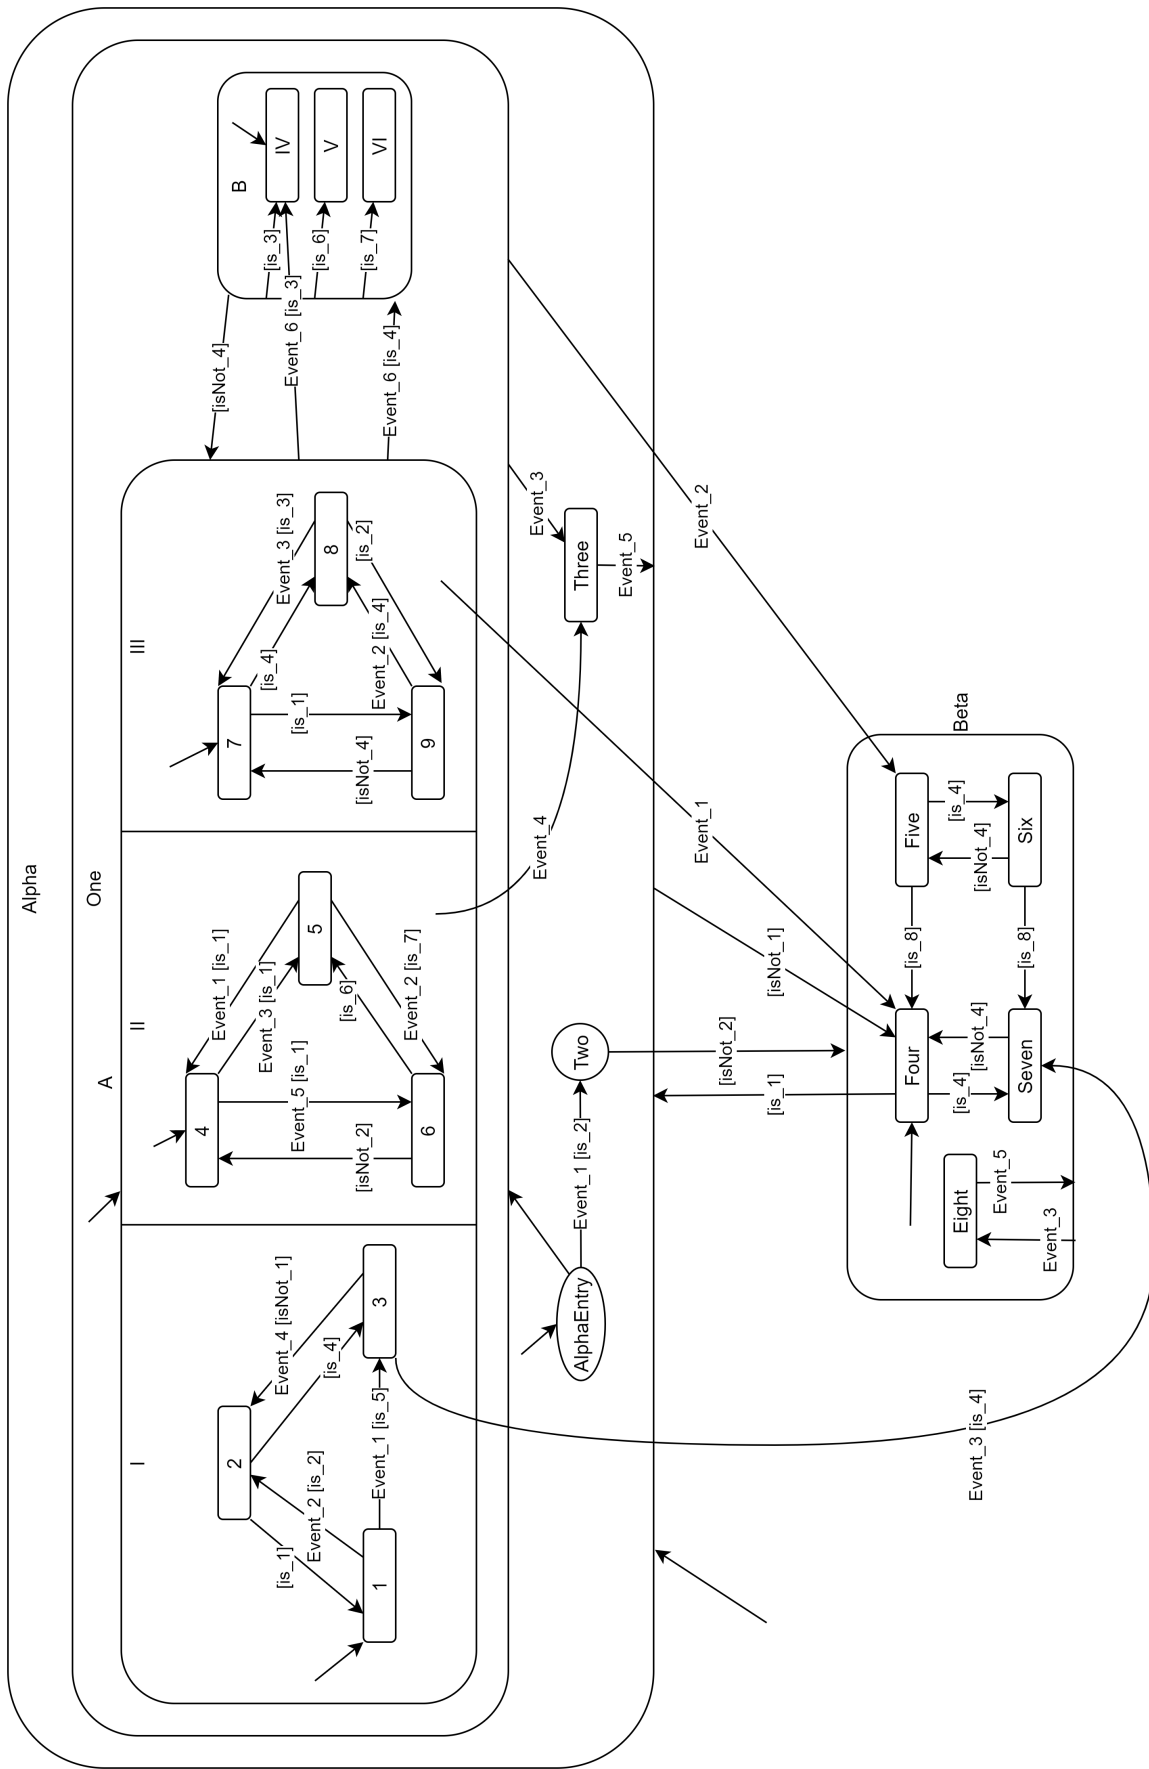 Alpha
One
A
B
IV
V
VI
[is_3]
[is_6]
[is_7]
[isNot_4]
Event_6 [is_3]
Event_6 [is_4]
III
7
8
9
Event_3 [is_3]
[is_4]
[is_2]
Event_2 [is_4]
[is_1]
[isNot_4]
II
4
5
6
Event_1 [is_1]
Event_3 [is_1]
Event_5 [is_1]
[is_6]
Event_2 [is_7]
[isNot_2]
I
1
2
3
Event_4 [isNot_1]
[is_4]
Event_1 [is_5]
Event_2 [is_2]
[is_1]
AlphaEntry
Event_1 [is_2]
Two
Three
Event_3
Event_5
Event_4
Event_2
Event_1
[isNot_1]
[isNot_2]
[is_1]
Event_3 [is_4]
Beta
Five
Six
[is_4]
[isNot_4]
[is_8]
[is_8]
Four
Seven
[isNot_4]
[is_4]
Eight
Event_5
Event_3